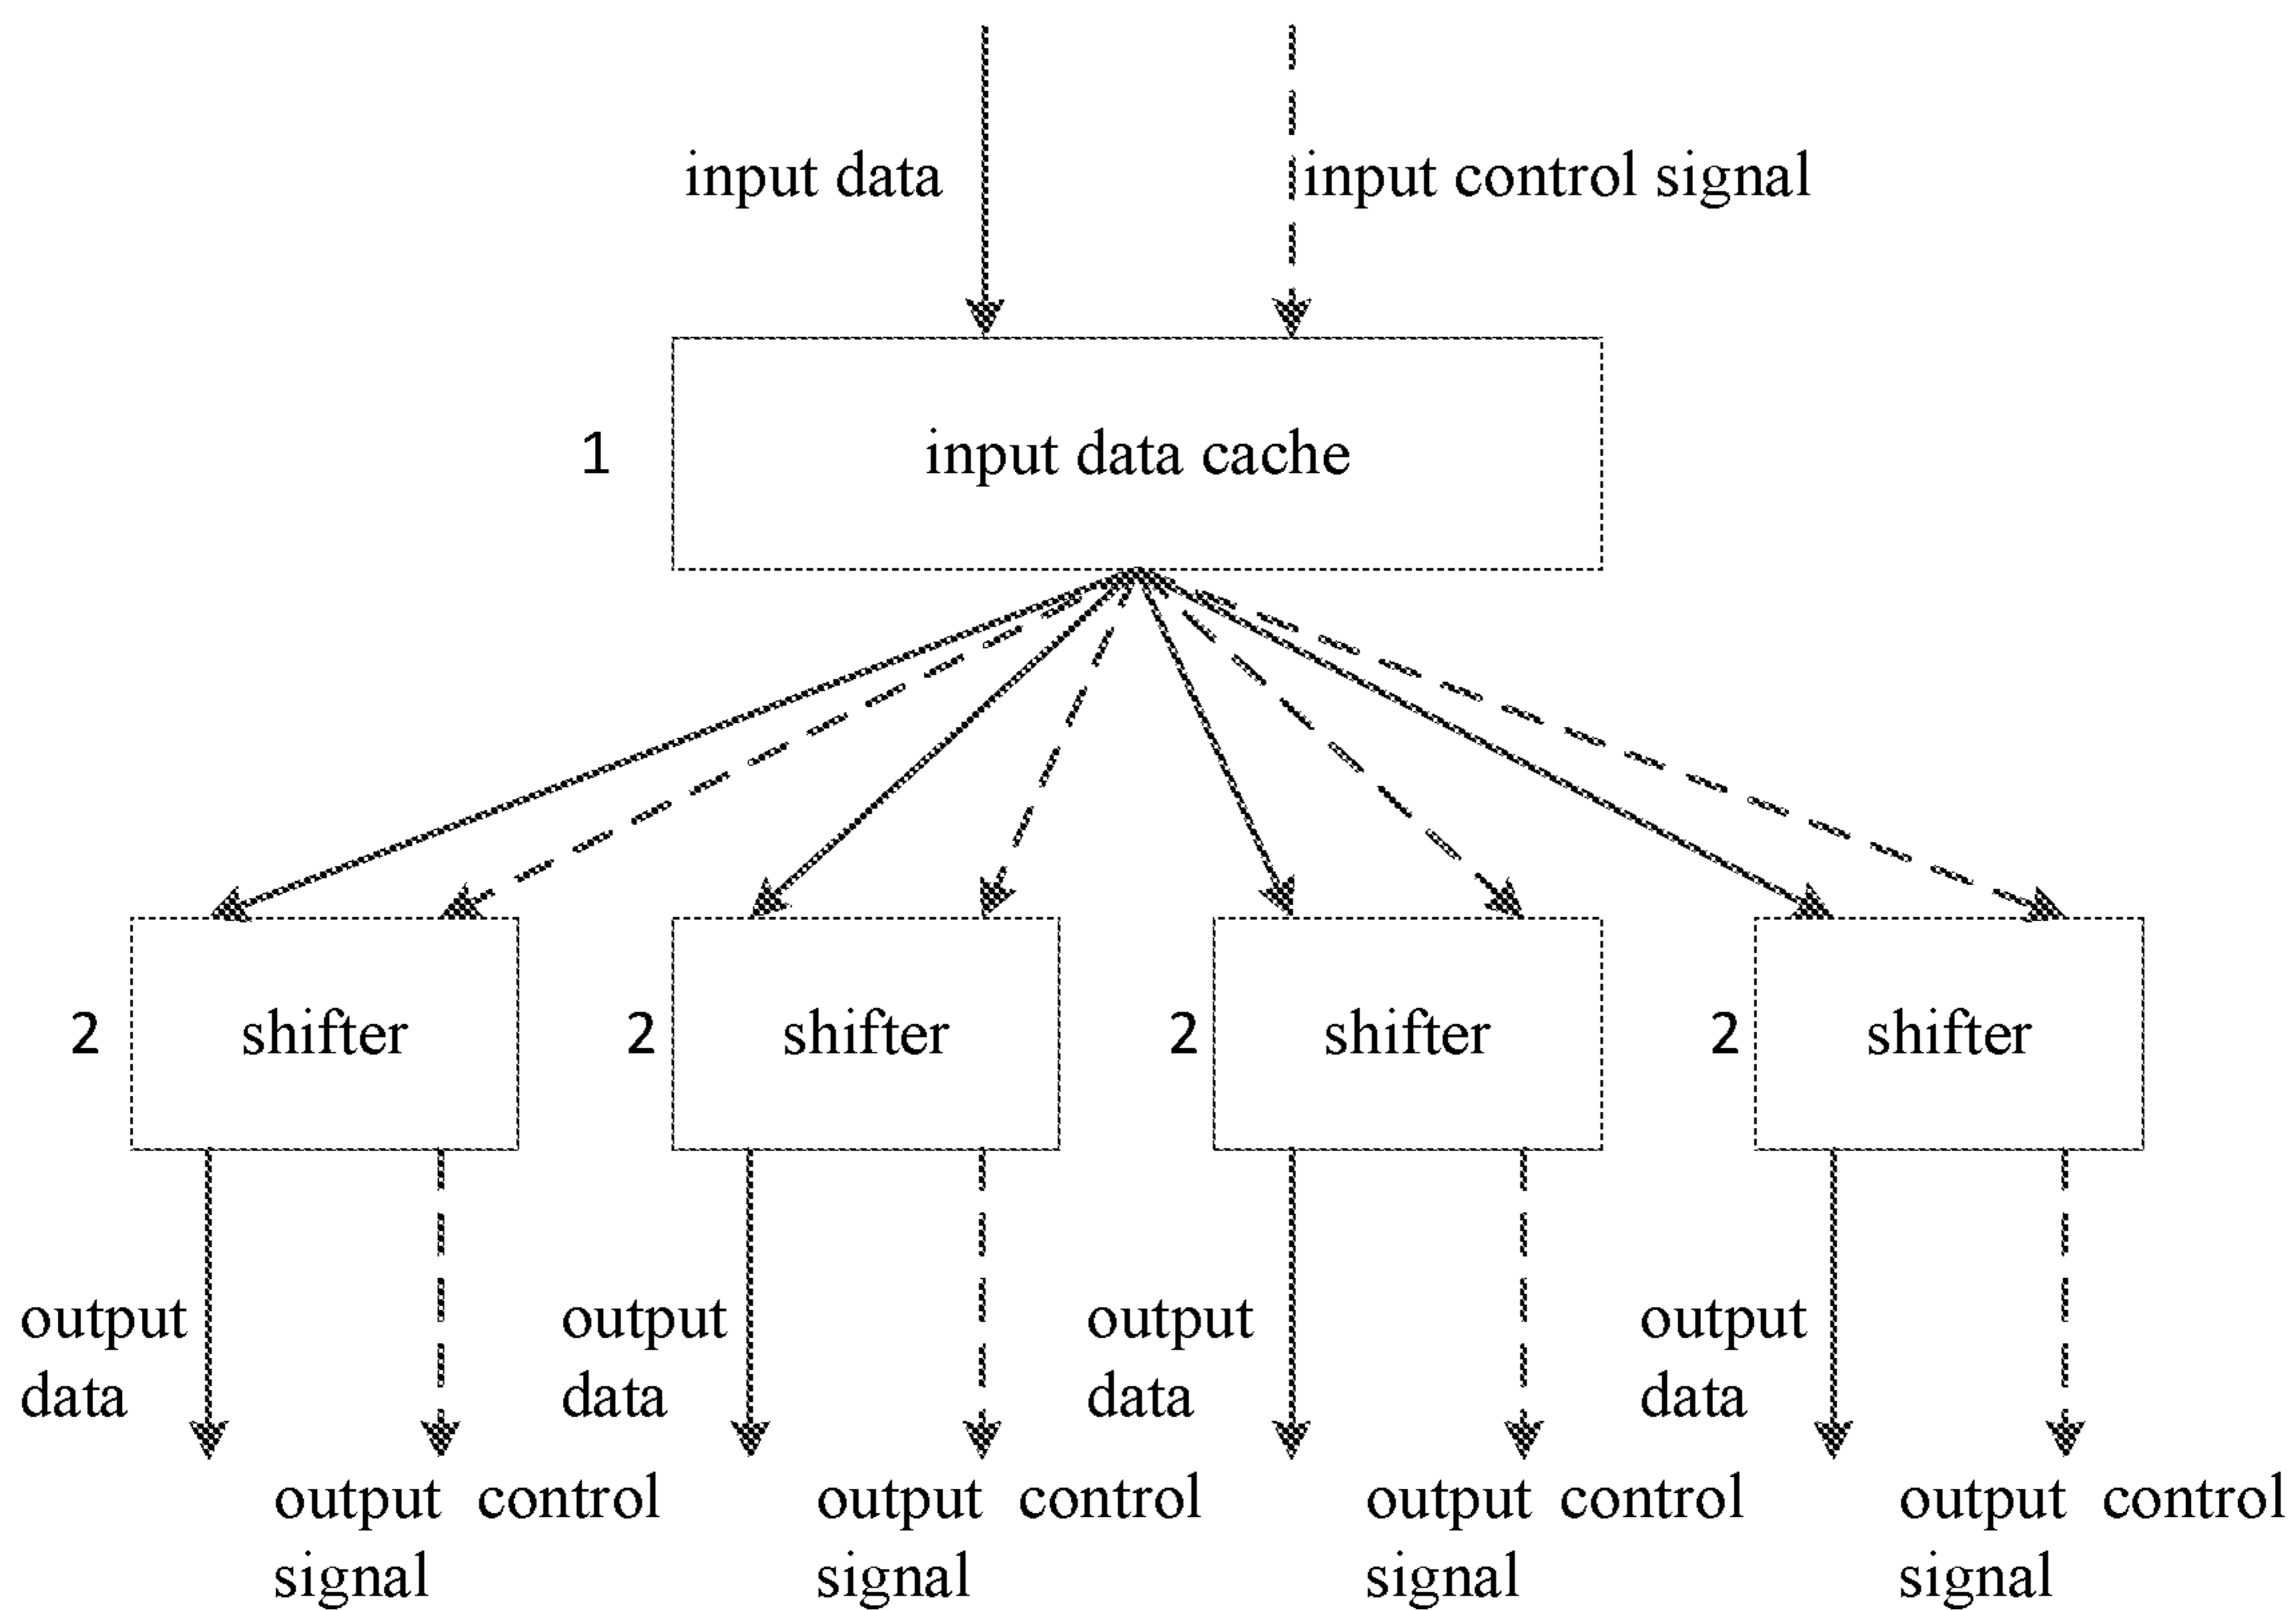 input data
input control signal
1
input data cache
2
shifter
2
shifter
2
shifter
2
shifter
output
data
output
data
output
data
output
data
output control
signal
output control
signal
output control
signal
output control
signal